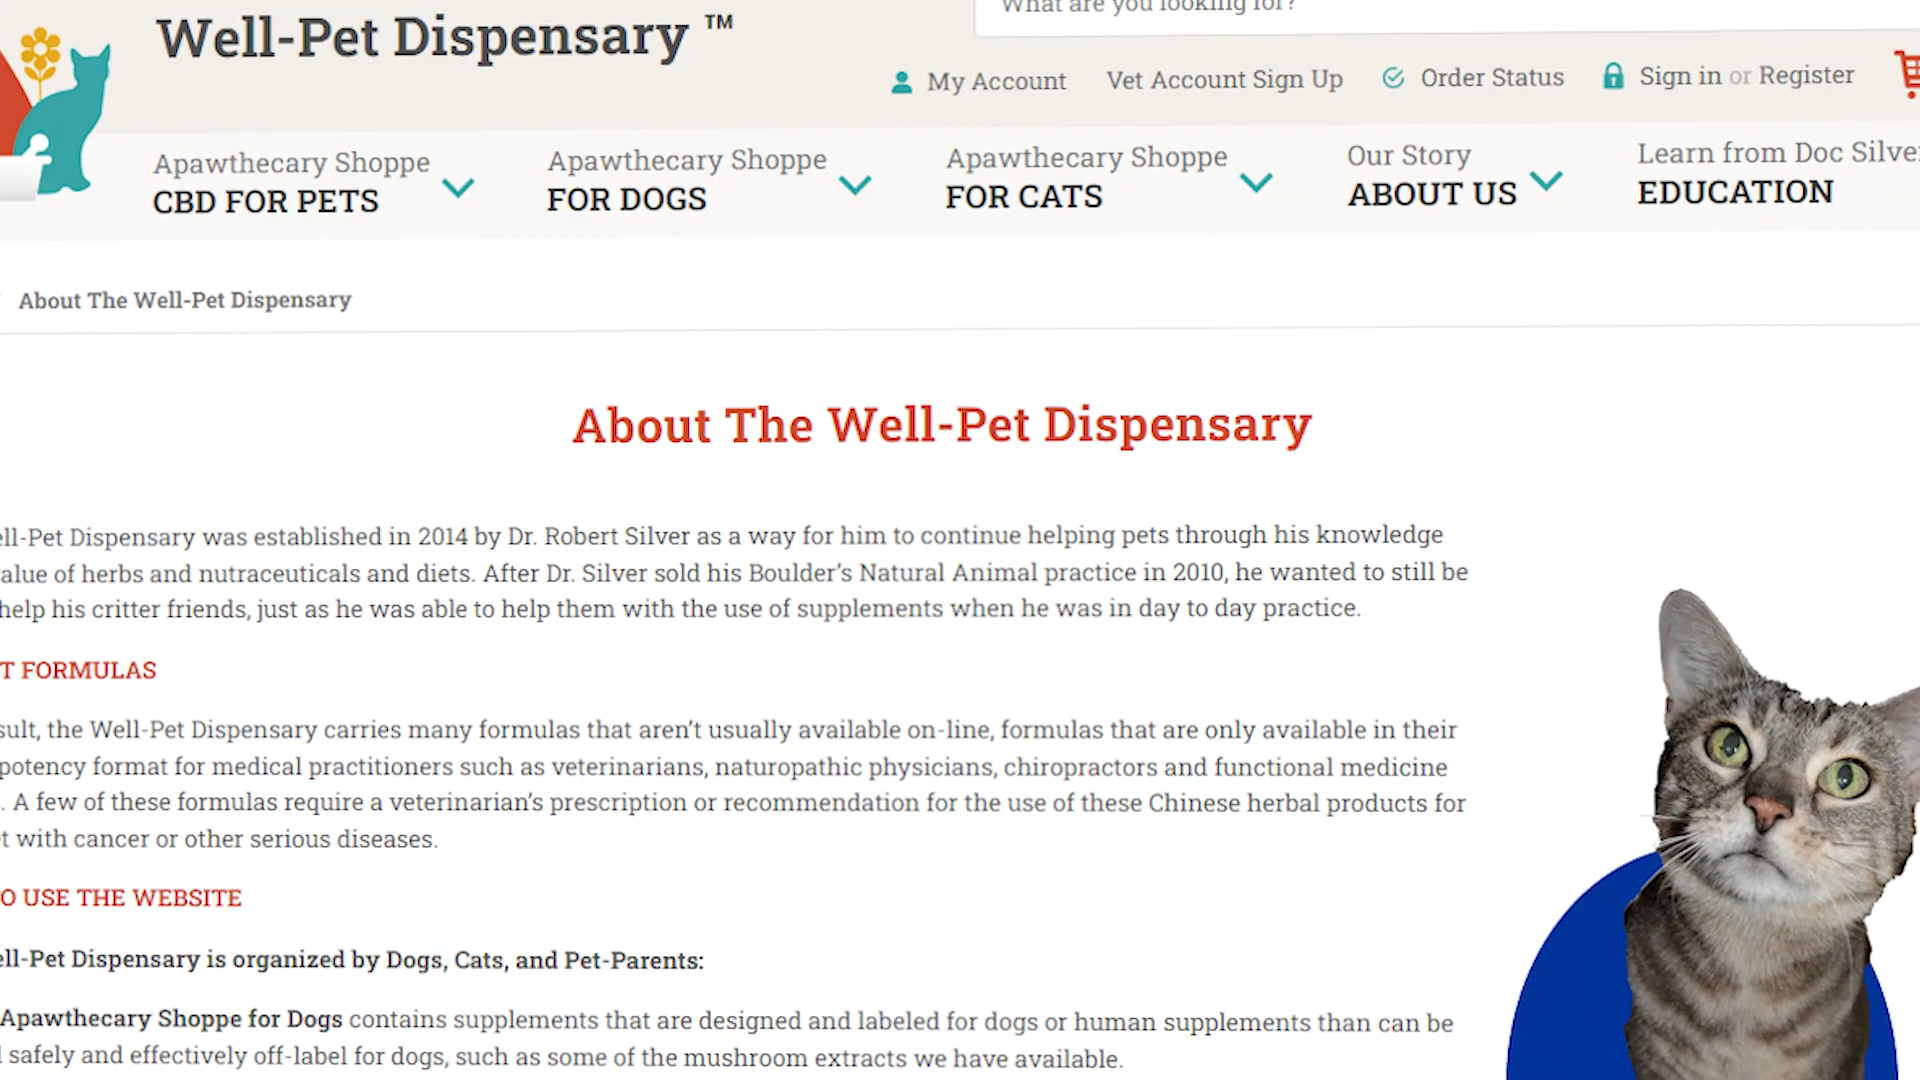 What are you looking for?
Well-Pet Dispensary ™
My Account
Vet Account Sign Up
Order Status
Sign in or Register
Apawthecary Shoppe
CBD FOR PETS
Apawthecary Shoppe
FOR DOGS
Apawthecary Shoppe
FOR CATS
Our Story
ABOUT US
Learn from Doc Silve
EDUCATION
About The Well-Pet Dispensary
About The Well-Pet Dispensary
ell-Pet Dispensary was established in 2014 by Dr. Robert Silver as a way for him to continue helping pets through his knowledge
alue of herbs and nutraceuticals and diets. After Dr. Silver sold his Boulder's Natural Animal practice in 2010, he wanted to still be
help his critter friends, just as he was able to help them with the use of supplements when he was in day to day practice.
T FORMULAS
sult, the Well-Pet Dispensary carries many formulas that aren't usually available on-line, formulas that are only available in their
potency format for medical practitioners such as veterinarians, naturopathic physicians, chiropractors and functional medicine
. A few of these formulas require a veterinarian's prescription or recommendation for the use of these Chinese herbal products for
t with cancer or other serious diseases.
O USE THE WEBSITE
ell-Pet Dispensary is organized by Dogs, Cats, and Pet-Parents:
Apawthecary Shoppe for Dogs contains supplements that are designed and labeled for dogs or human supplements than can be
safely and effectively off-label for dogs, such as some of the mushroom extracts we have available.